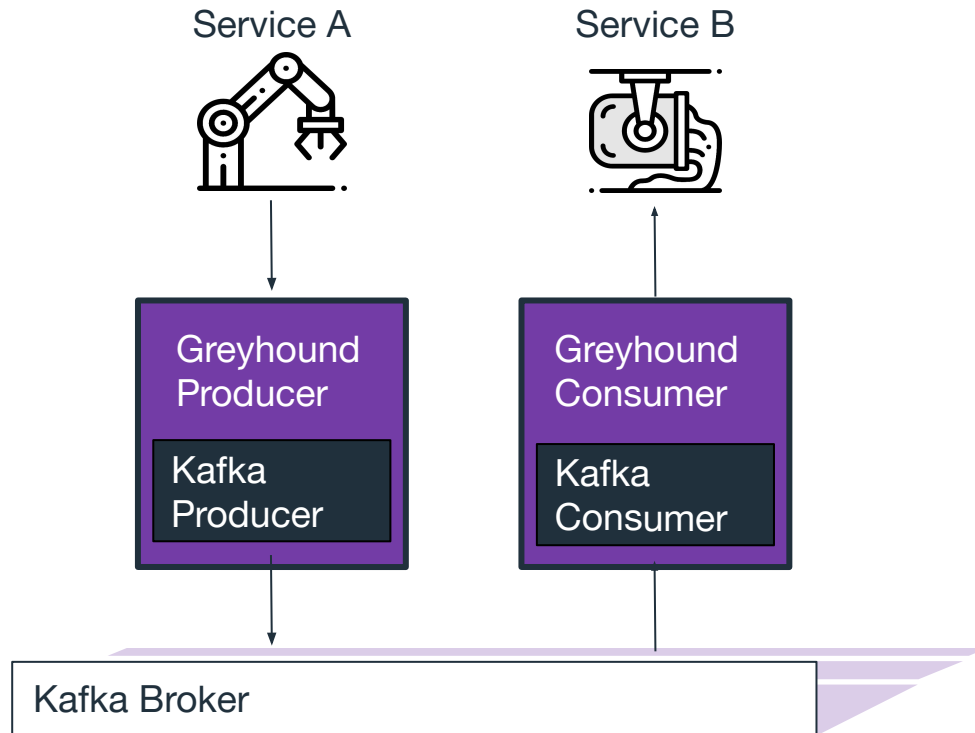 Service A
Service B
Greyhound
Producer
Kafka
Producer
Greyhound
Consumer
Kafka
Consumer
Kafka Broker